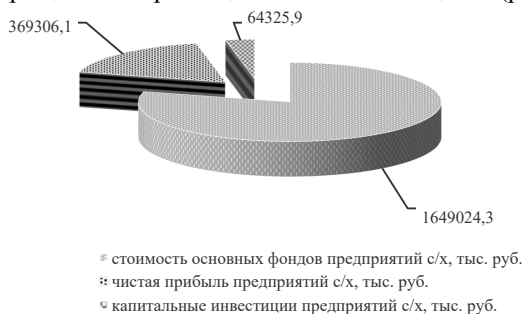 369306,1
64325,9
1649024,3
стоимость основных фондов предприятий с/х, тыс. руб.
чистая прибыль предприятий с/х, тыс. руб.
капитальные инвестиции предприятий с/х, тыс. руб.